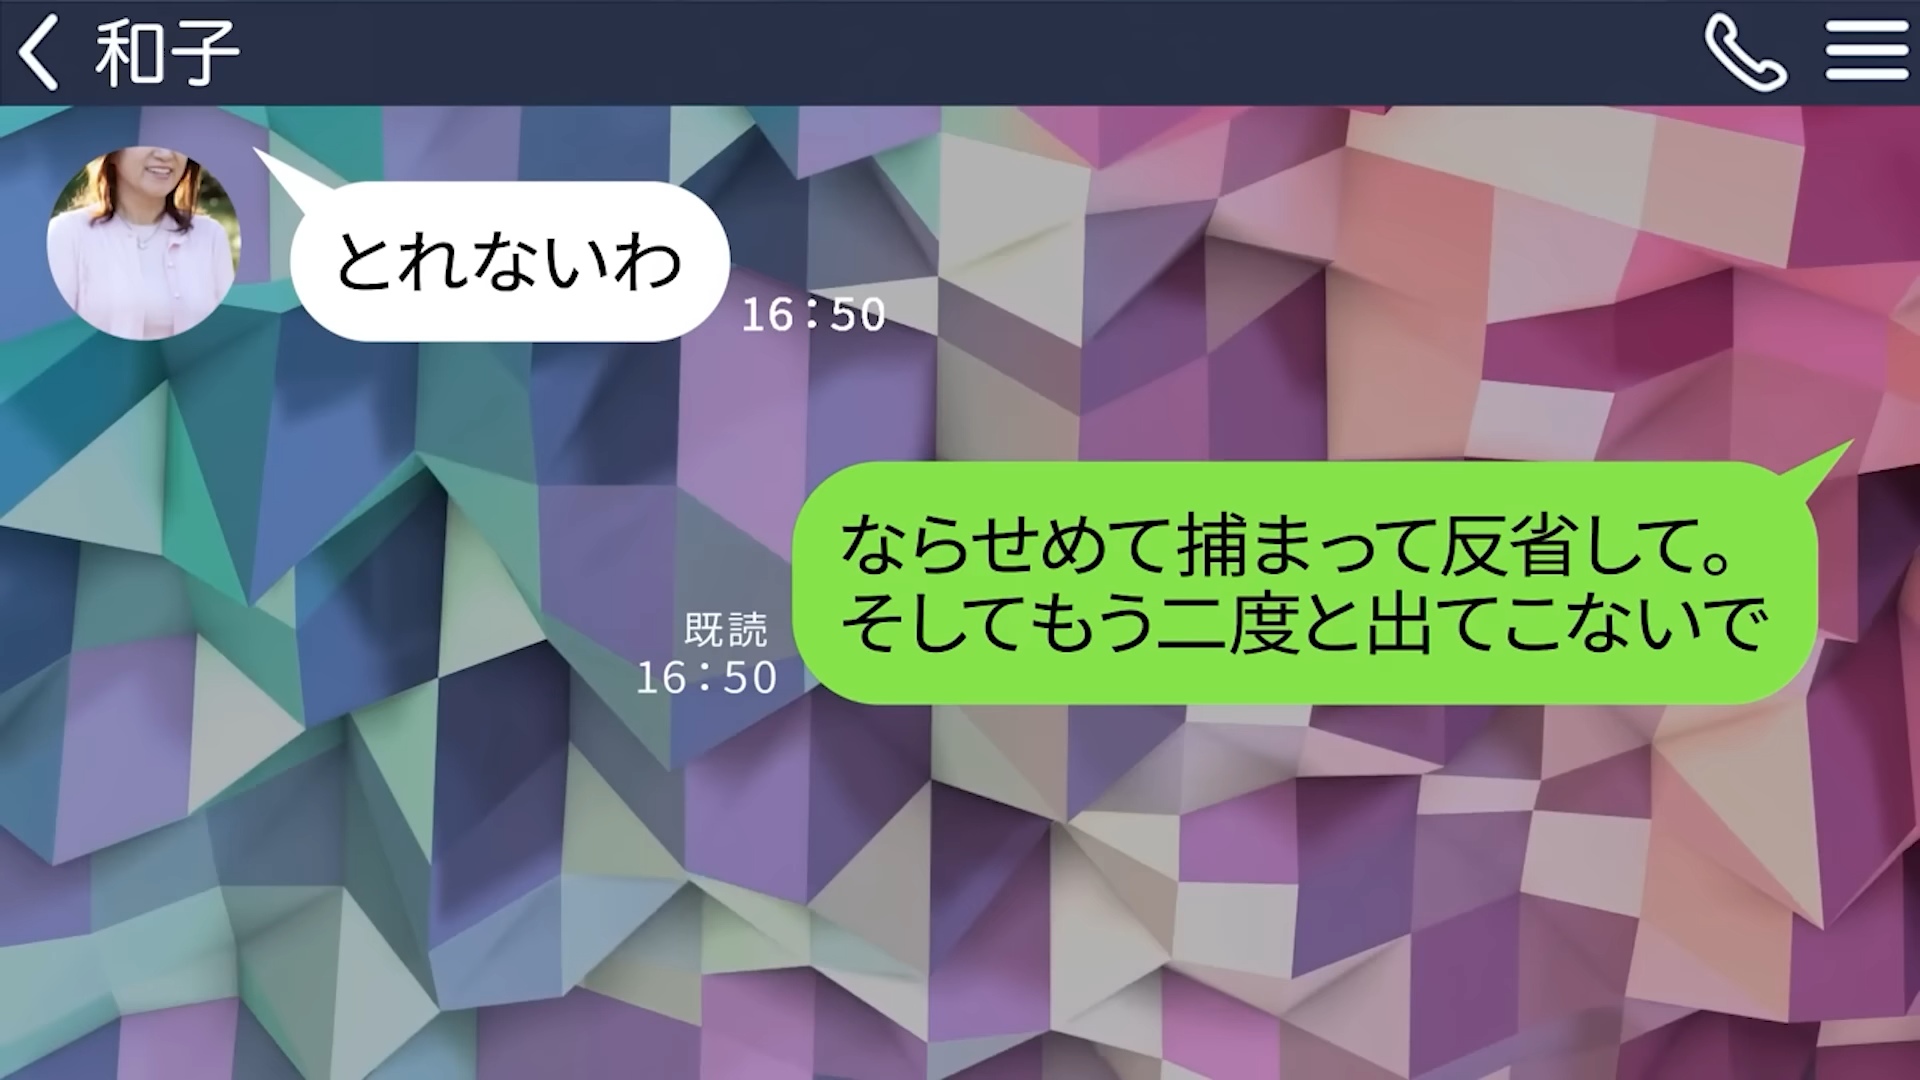 和子
とれないわ
16:50
ならせめて捕まって反省して。
そしてもう二度と出てこないで
既読
16:50